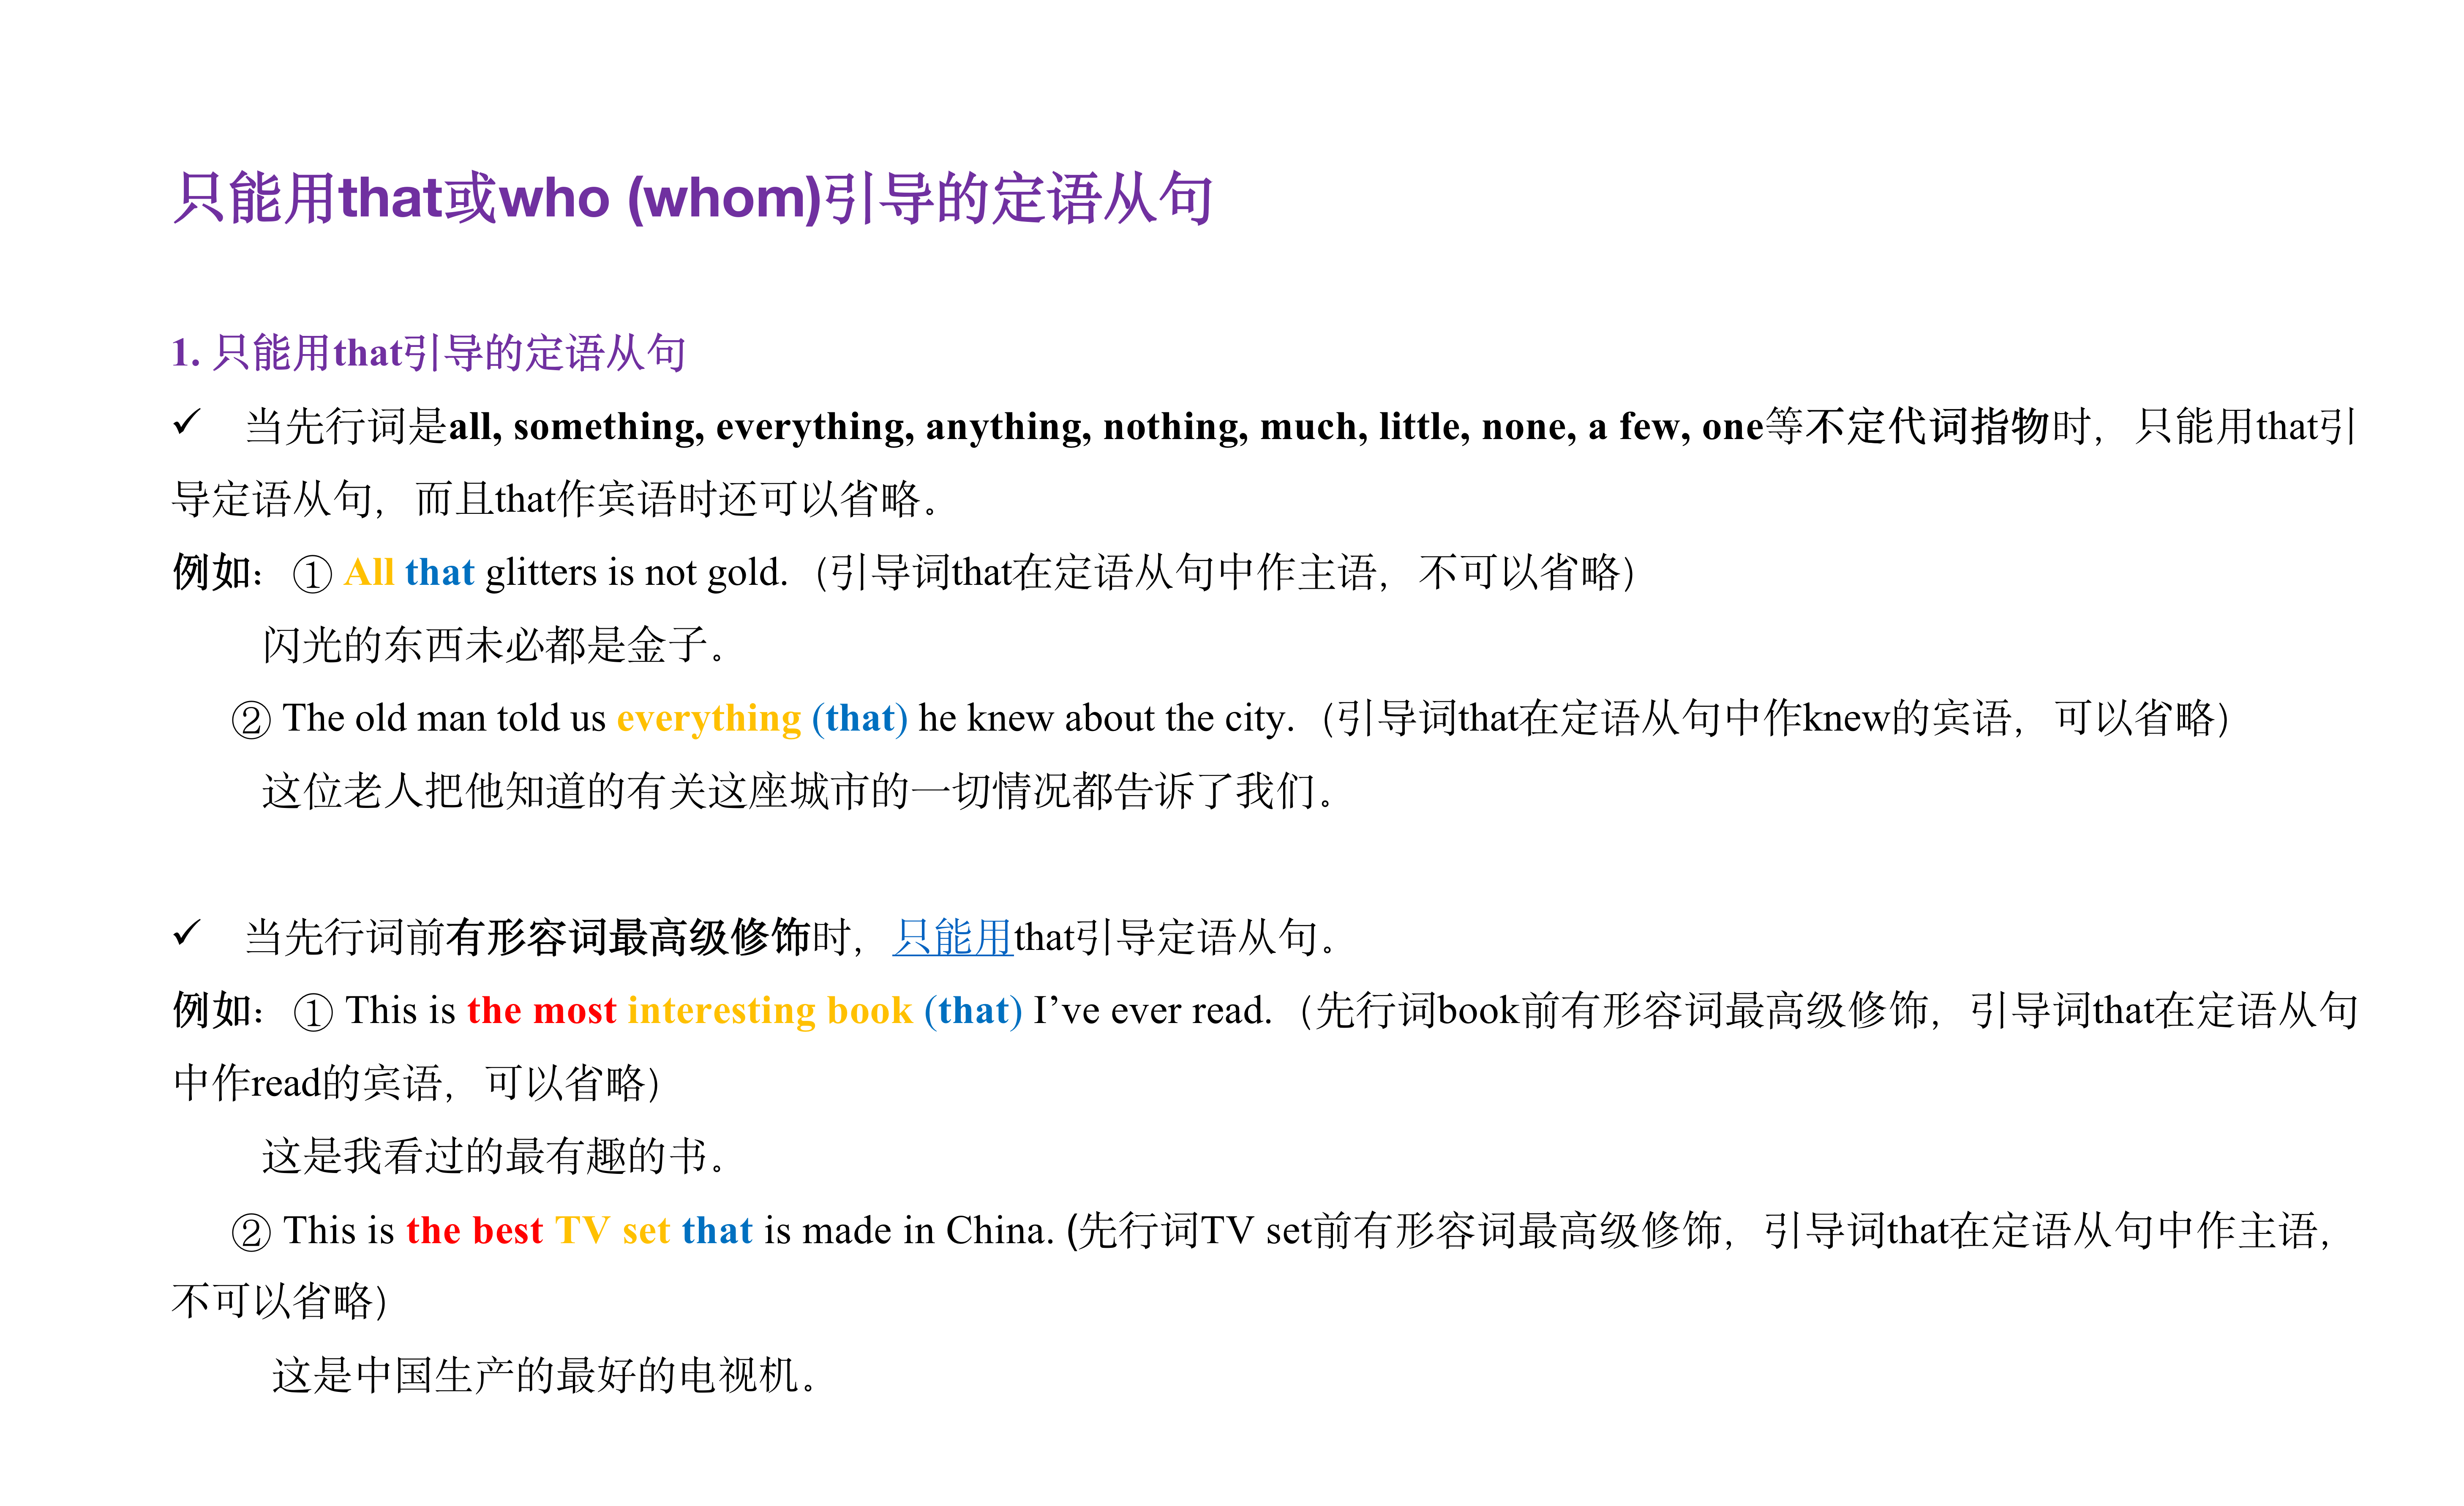 只能用that或who (whom)引导的定语从句
1. 只能用that引导的定语从句
✓ 当先行词是all, something, everything, anything, nothing, much, little, none, a few, one等不定代词指物时，只能用that引
导定语从句，而且that作宾语时还可以省略。
例如：① All that glitters is not gold.（引导词that在定语从句中作主语，不可以省略）
闪光的东西未必都是金子。
② The old man told us everything (that) he knew about the city.（引导词that在定语从句中作knew的宾语，可以省略）
这位老人把他知道的有关这座城市的一切情况都告诉了我们。
✓ 当先行词前有形容词最高级修饰时，只能用that引导定语从句。
例如：① This is the most interesting book (that) I’ve ever read.（先行词book前有形容词最高级修饰，引导词that在定语从句
中作read的宾语，可以省略）
这是我看过的最有趣的书。
② This is the best TV set that is made in China. (先行词TV set前有形容词最高级修饰，引导词that在定语从句中作主语，
不可以省略）
这是中国生产的最好的电视机。